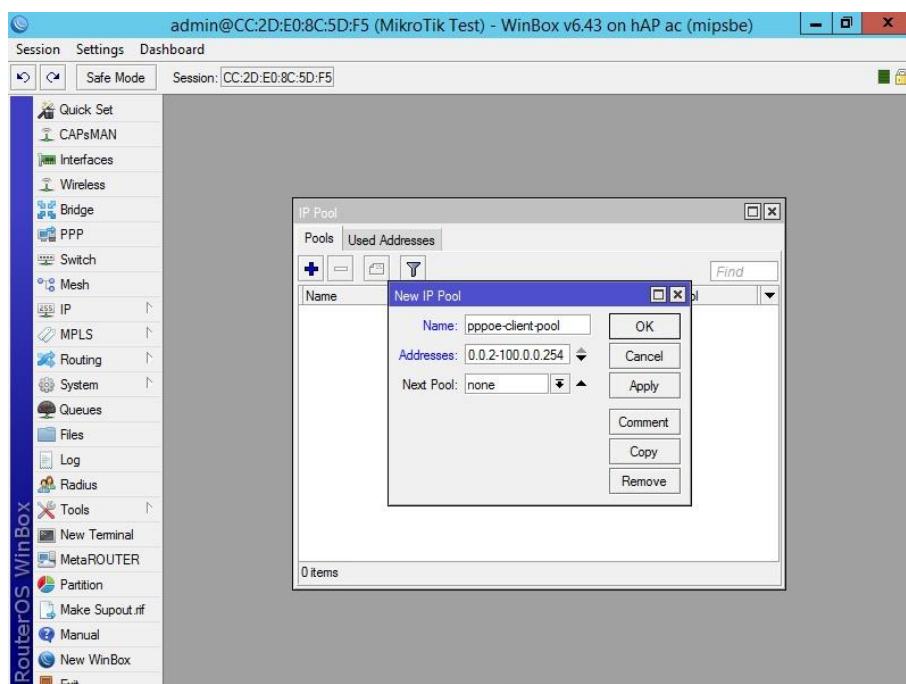 admin@CC:2D:E0:8C:5D:F5 (MikroTik Test) - WinBox v6.43 on hAP ac (mipsbe)
Session Settings Dashboard
Safe Mode Session: CC:2D:E0:8C:5D:F5
Quick Set
CAPsMAN
Interfaces
Wireless
Bridge
PPP
Switch
Mesh
IP
MPLS
Routing
System
Queues
Files
Log
Radius
Tools
New Terminal
MetaROUTER
Partition
Make Supout.rif
Manual
New WinBox
RouterOS WinBox
IP Pool
Pools Used Addresses
Find
Name
New IP Pool
Name: pppoe-client-pool OK
Addresses: 0.0.2-100.0.0.254 Cancel
Next Pool: none Apply
Comment
Copy
Remove
0 items